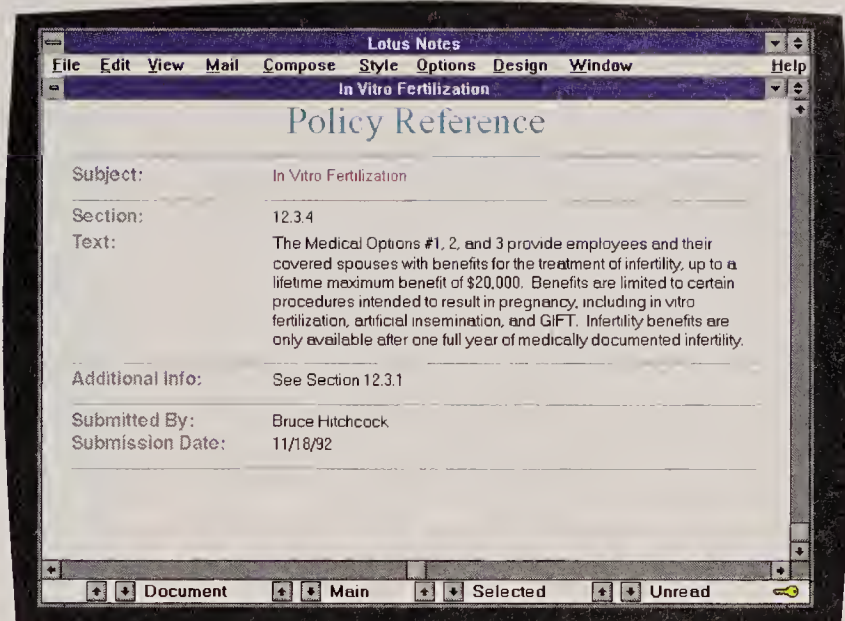 Lotus Notes
File Edit View Mail Compose Style Options Design Window Help
In Vitro Fertilization
Policy Reference
Subject: In Vitro Fertilization
Section: 12.3.4
Text: The Medical Options #1, 2, and 3 provide employees and their
covered spouses with benefits for the treatment of infertility, up to a
lifetime maximum benefit of $20,000. Benefits are limited to certain
procedures intended to result in pregnancy, including in vitro
fertilization, artificial insemination, and GIFT. Infertility benefits are
only available after one full year of medically documented infertility.
Additional Info: See Section 12.3.1
Submitted By: Bruce Hitchcock
Submission Date: 11/18/92
Document Main Selected Unread